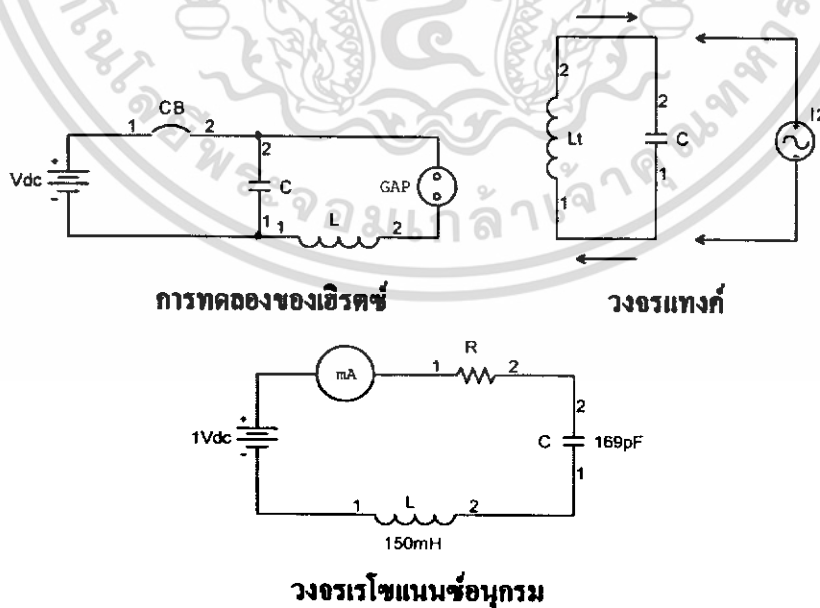 CB
1 2
Vdc
+
-
2
C
1
1 L 2
GAP
2
Lt
1
2
C
1
I2
+
-
การทดลองของเฮิรตซ์
วงจรแทงค์
mA
1 R 2
1Vdc
+
-
2
C 169pF
1
1 L 2
150mH
วงจรเรโซแนนซ์อนุกรม